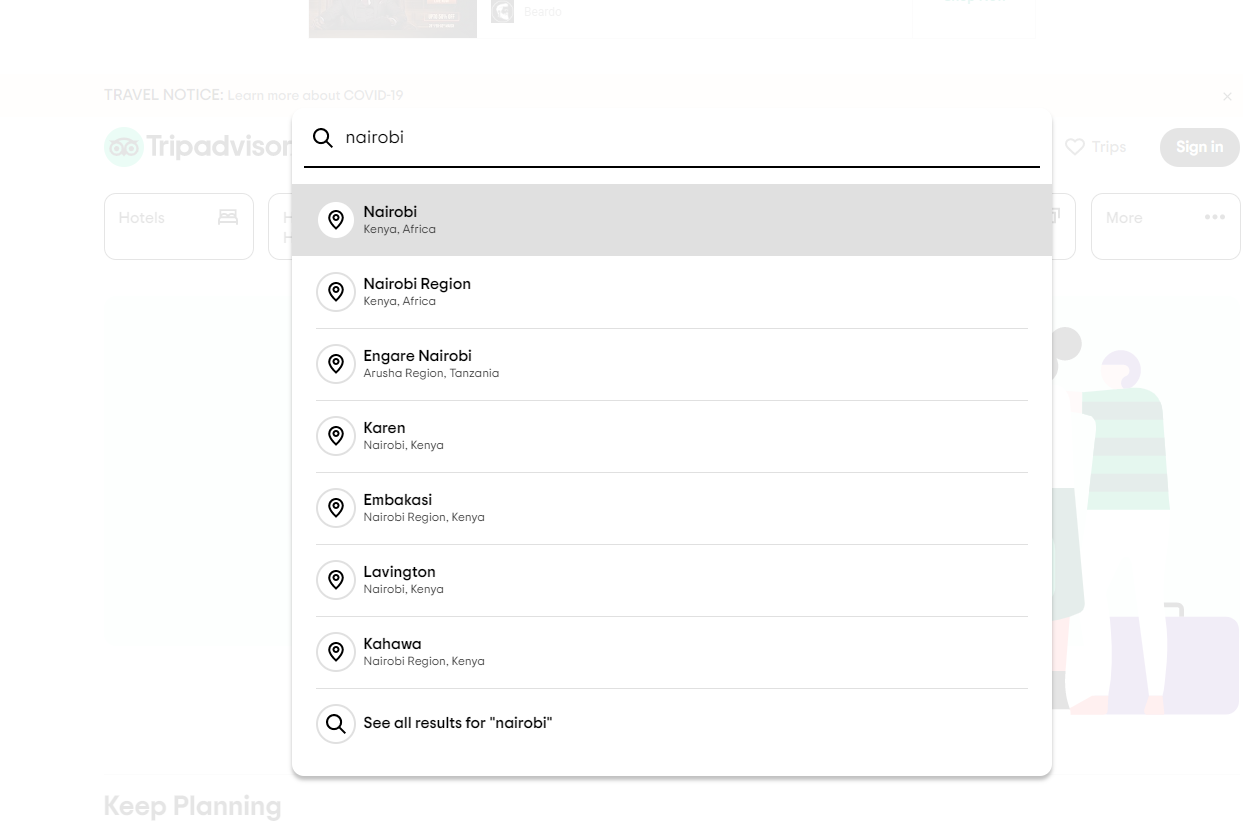 Beardo
TRAVEL NOTICE: Learn more about COVID-19
nairobi
Tripadvisor
Trips
Sign in
Hotels
More
Nairobi
Kenya, Africa
Nairobi Region
Kenya, Africa
Engare Nairobi
Arusha Region, Tanzania
Karen
Nairobi, Kenya
Embakasi
Nairobi Region, Kenya
Lavington
Nairobi, Kenya
Kahawa
Nairobi Region, Kenya
See all results for "nairobi"
Keep Planning